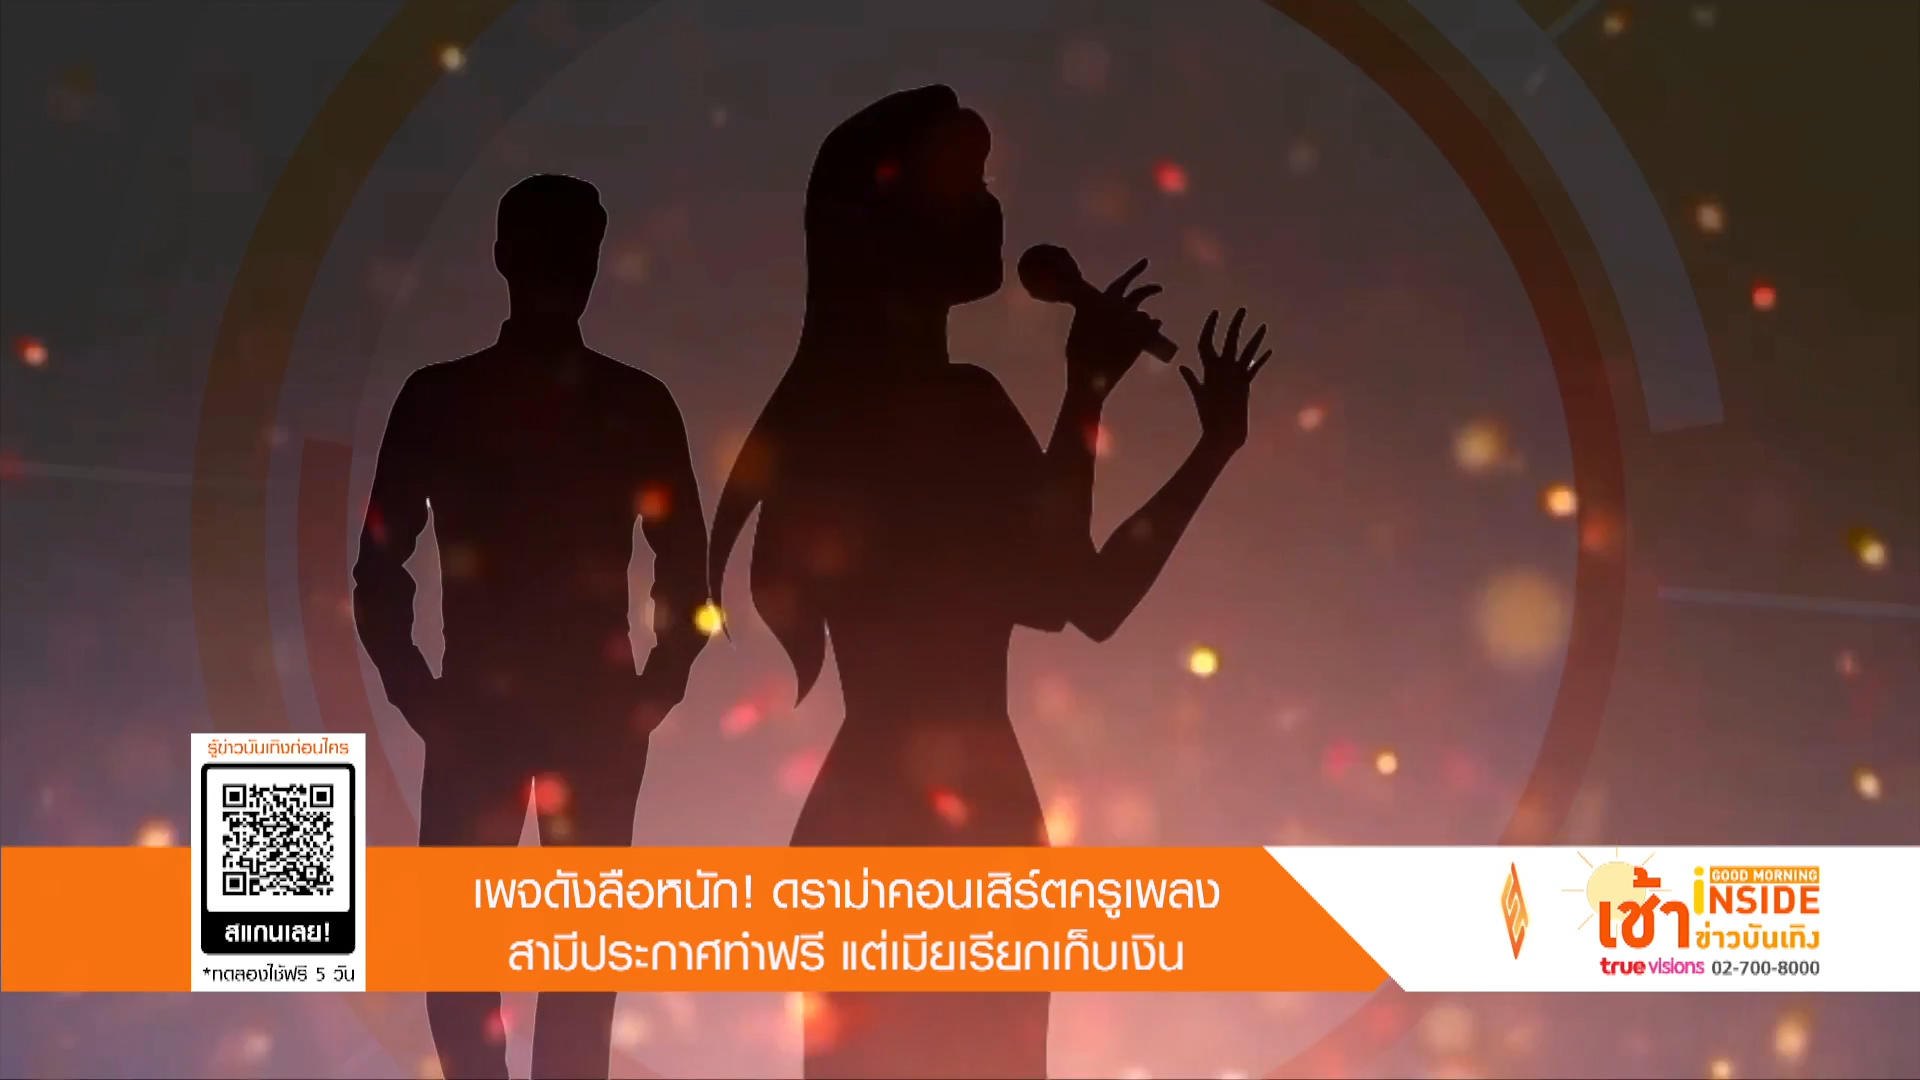 รู้ข่าวบันเทิงก่อนใคร
สแกนเลย!
*ทดลองใช้ฟรี 5 วัน
เพจดังลือหนัก! ดราม่าคอนเสิร์ตครูเพลง
สามีประกาศทำฟรี แต่เมียเรียกเก็บเงิน
GOOD MORNING
เช้า iNSIDE
ข่าวบันเทิง
true visions 02-700-8000